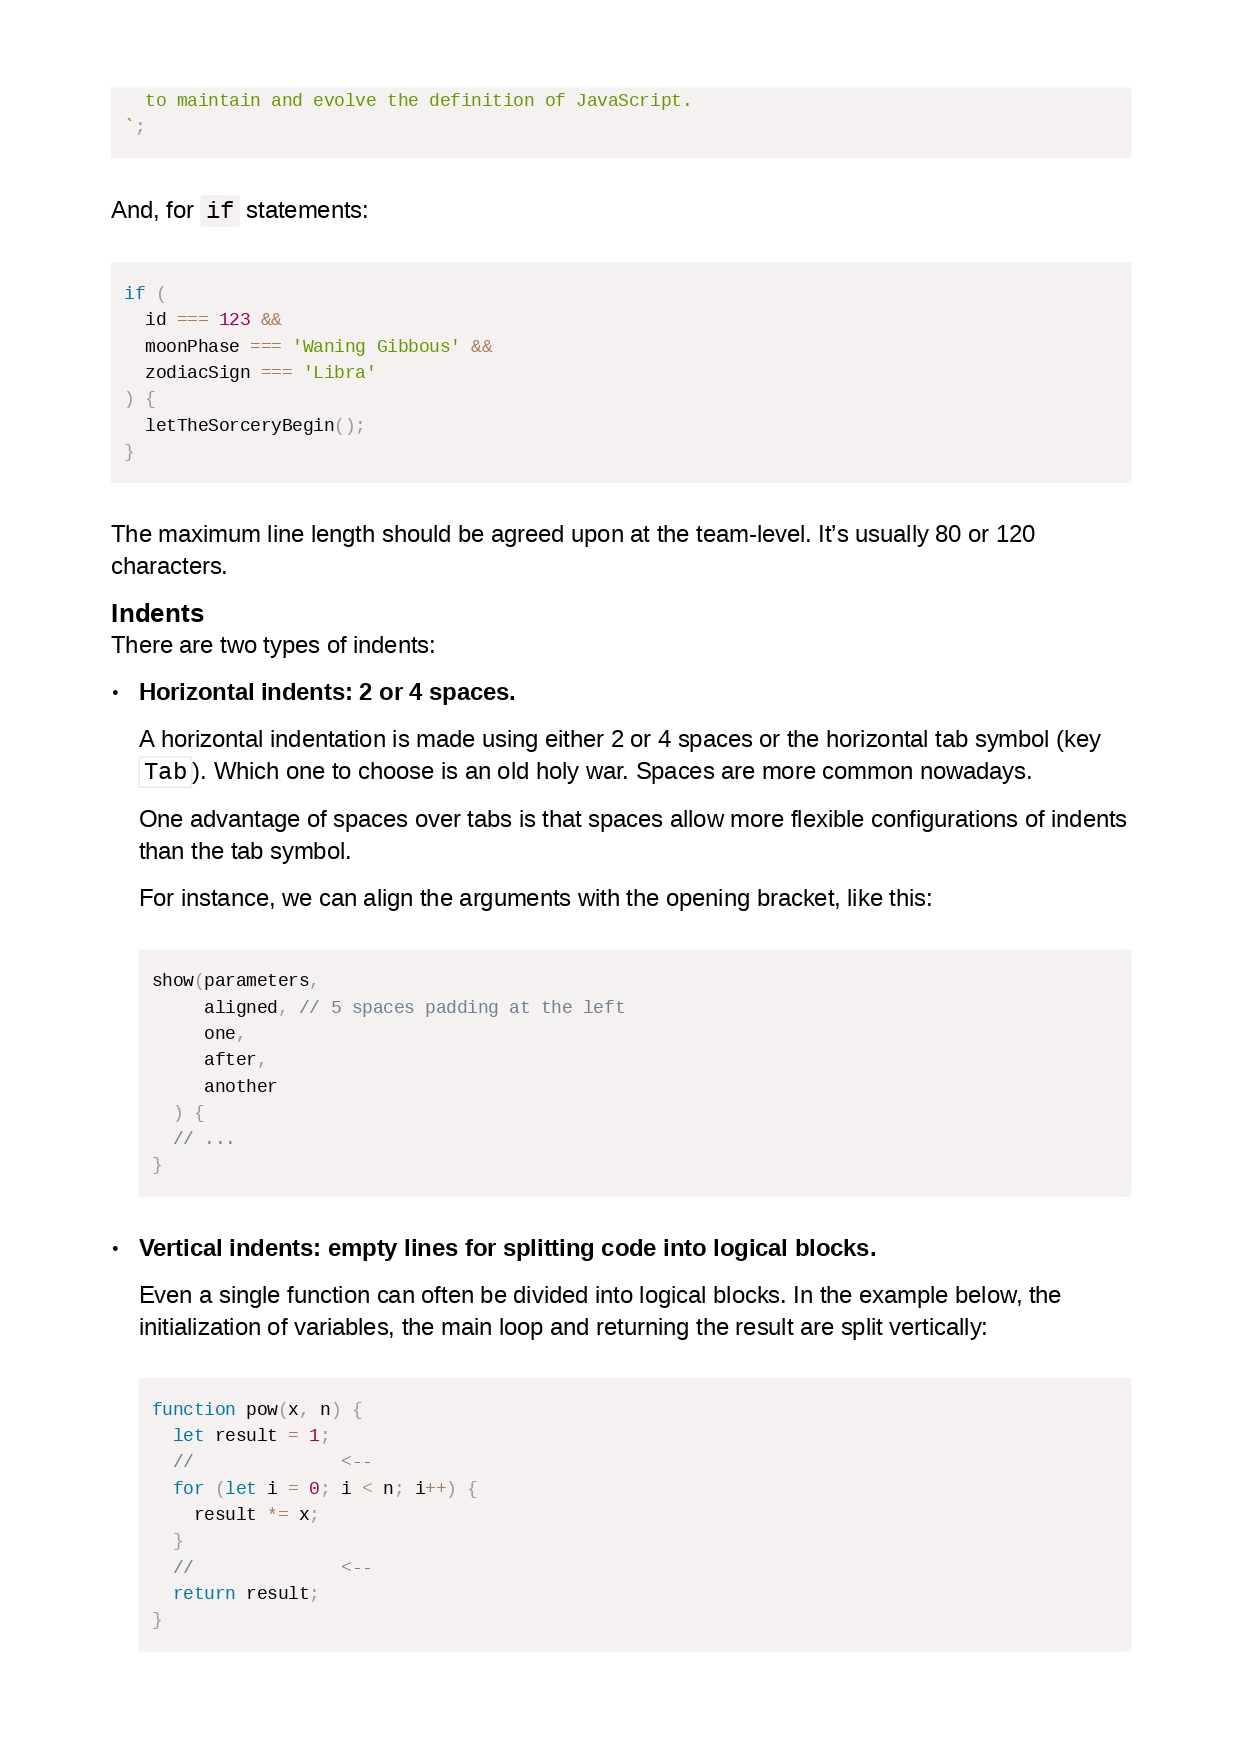 to maintain and evolve the definition of JavaScript.
`;
And, for if statements:
if (
  id === 123 &&
  moonPhase === 'Waning Gibbous' &&
  zodiacSign === 'Libra'
) {
  letTheSorceryBegin();
}
The maximum line length should be agreed upon at the team-level. It’s usually 80 or 120
characters.
Indents
There are two types of indents:
• Horizontal indents: 2 or 4 spaces.
A horizontal indentation is made using either 2 or 4 spaces or the horizontal tab symbol (key
Tab). Which one to choose is an old holy war. Spaces are more common nowadays.
One advantage of spaces over tabs is that spaces allow more flexible configurations of indents
than the tab symbol.
For instance, we can align the arguments with the opening bracket, like this:
show(parameters,
     aligned, // 5 spaces padding at the left
     one,
     after,
     another
  ) {
  // ...
}
• Vertical indents: empty lines for splitting code into logical blocks.
Even a single function can often be divided into logical blocks. In the example below, the
initialization of variables, the main loop and returning the result are split vertically:
function pow(x, n) {
  let result = 1;
  //              <--
  for (let i = 0; i < n; i++) {
    result *= x;
  }
  //              <--
  return result;
}